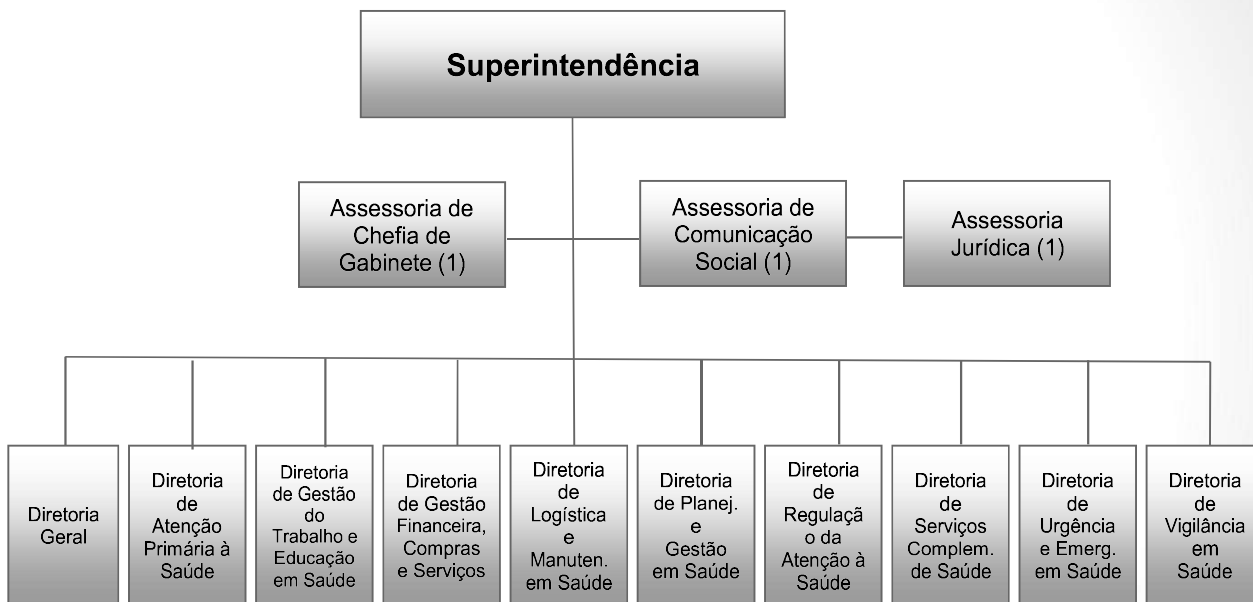 Superintendência
Assessoria de
Chefia de
Gabinete (1)
Assessoria de
Comunicação
Social (1)
Assessoria
Jurídica (1)
Diretoria
Geral
Diretoria
de
Atenção
Primária à
Saúde
Diretoria
de Gestão
do
Trabalho e
Educação
em Saúde
Diretoria
de Gestão
Financeira,
Compras
e Serviços
Diretoria
de
Logística
e
Manuten.
em Saúde
Diretoria
de Planej.
e
Gestão
em Saúde
Diretoria
de
Regulaçã
o da
Atenção à
Saúde
Diretoria
de
Serviços
Complem.
de Saúde
Diretoria
de
Urgência
e Emerg.
em Saúde
Diretoria
de
Vigilância
em
Saúde